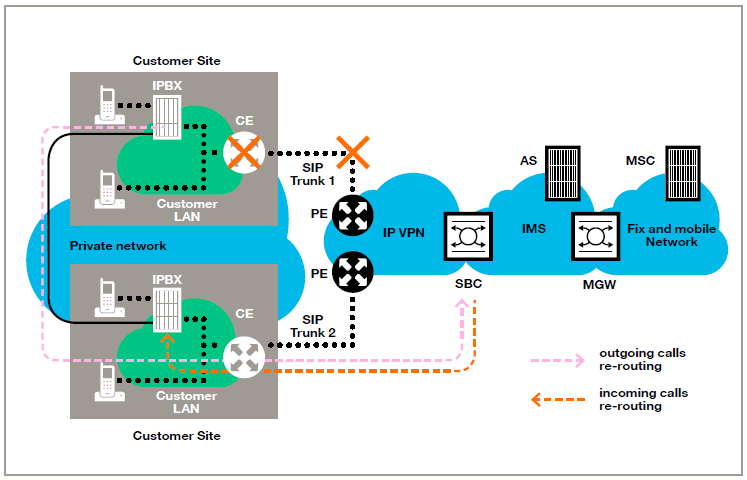 Customer Site
IPBX
CE
Customer
LAN
SIP
Trunk 1
PE
Private network
IPBX
CE
Customer
LAN
Customer Site
PE
SIP
Trunk 2
IP VPN
SBC
AS
IMS
MGW
MSC
Fix and mobile
Network
outgoing calls
re-routing
incoming calls
re-routing